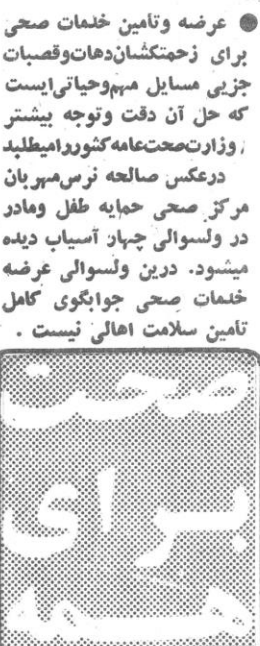 ● عرضه وتامین خدمات صحی
برای زحمتکشان‌دهات‌وقصبات
جزیی مسایل مهم‌وحیاتی‌ایست
که حل آن دقت وتوجه بیشتر
وزارت‌صحت‌عامه‌کشوررامیطلبد
درعکس صالحه نرس‌مهربان
مرکز صحی حمایه طفل ومادر
در ولسوالی چهار آسیاب دیده
میشود. درین ولسوالی عرضه
خدمات صحی جوابگوی کامل
تامین سلامت اهالی نیست .
صحت
برای
همه